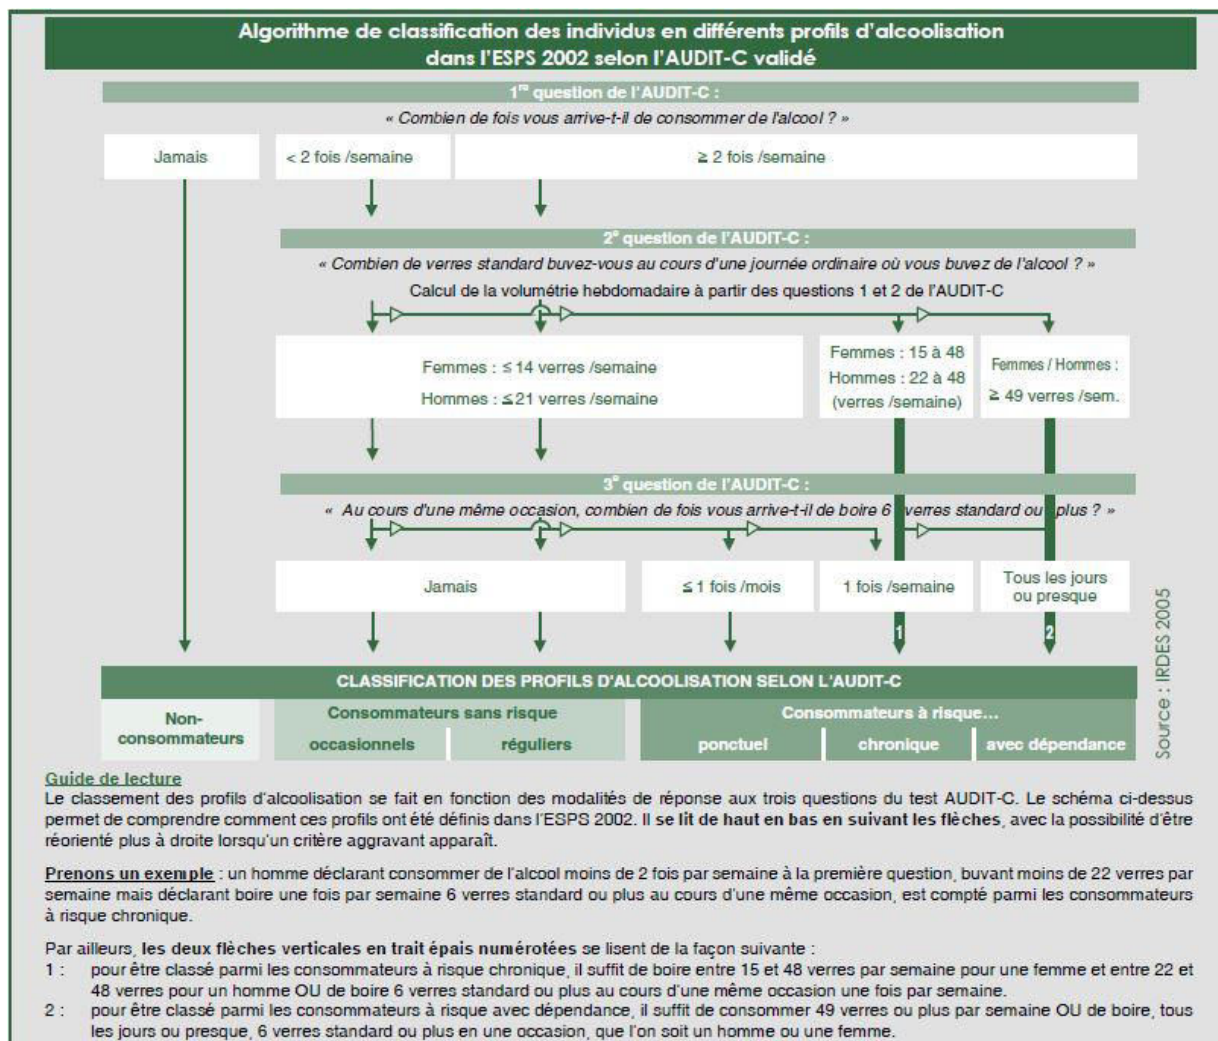 Algorithme de classification des individus en différents profils d'alcoolisation
dans l'ESPS 2002 selon l'AUDIT-C validé
1re question de l'AUDIT-C :
« Combien de fois vous arrive-t-il de consommer de l'alcool ? »
Jamais
< 2 fois /semaine
≥ 2 fois /semaine
2e question de l'AUDIT-C :
« Combien de verres standard buvez-vous au cours d'une journée ordinaire où vous buvez de l'alcool ? »
Calcul de la volumétrie hebdomadaire à partir des questions 1 et 2 de l'AUDIT-C
Femmes : ≤ 14 verres /semaine
Hommes : ≤ 21 verres /semaine
Femmes : 15 à 48
Hommes : 22 à 48
(verres /semaine)
Femmes / Hommes :
≥ 49 verres /sem.
3e question de l'AUDIT-C :
« Au cours d'une même occasion, combien de fois vous arrive-t-il de boire 6 verres standard ou plus ? »
Jamais
≤ 1 fois /mois
1 fois /semaine
Tous les jours
ou presque
1
2
Source : IRDES 2005
CLASSIFICATION DES PROFILS D'ALCOOLISATION SELON L'AUDIT-C
Non-
consommateurs
Consommateurs sans risque
occasionnels
réguliers
Consommateurs à risque…
ponctuel
chronique
avec dépendance
Guide de lecture
Le classement des profils d'alcoolisation se fait en fonction des modalités de réponse aux trois questions du test AUDIT-C. Le schéma ci-dessus
permet de comprendre comment ces profils ont été définis dans l'ESPS 2002. Il se lit de haut en bas en suivant les flèches, avec la possibilité d'être
réorienté plus à droite lorsqu'un critère aggravant apparaît.
Prenons un exemple : un homme déclarant consommer de l'alcool moins de 2 fois par semaine à la première question, buvant moins de 22 verres par
semaine mais déclarant boire une fois par semaine 6 verres standard ou plus au cours d'une même occasion, est compté parmi les consommateurs
à risque chronique.
Par ailleurs, les deux flèches verticales en trait épais numérotées se lisent de la façon suivante :
1 : pour être classé parmi les consommateurs à risque chronique, il suffit de boire entre 15 et 48 verres par semaine pour une femme et entre 22 et
48 verres pour un homme OU de boire 6 verres standard ou plus au cours d'une même occasion une fois par semaine.
2 : pour être classé parmi les consommateurs à risque avec dépendance, il suffit de consommer 49 verres ou plus par semaine OU de boire, tous
les jours ou presque, 6 verres standard ou plus en une occasion, que l'on soit un homme ou une femme.